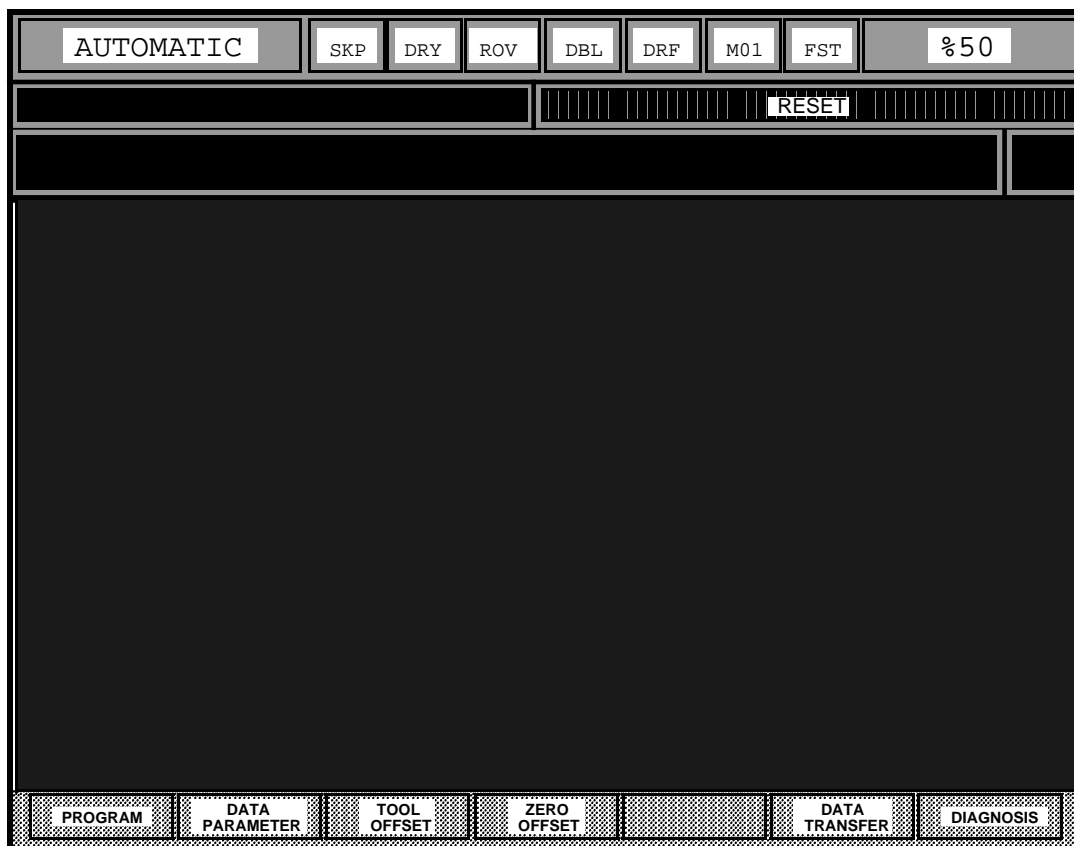 AUTOMATIC SKP DRY ROV DBL DRF M01 FST %50
RESET
PROGRAM DATA PARAMETER TOOL OFFSET ZERO OFFSET DATA TRANSFER DIAGNOSIS